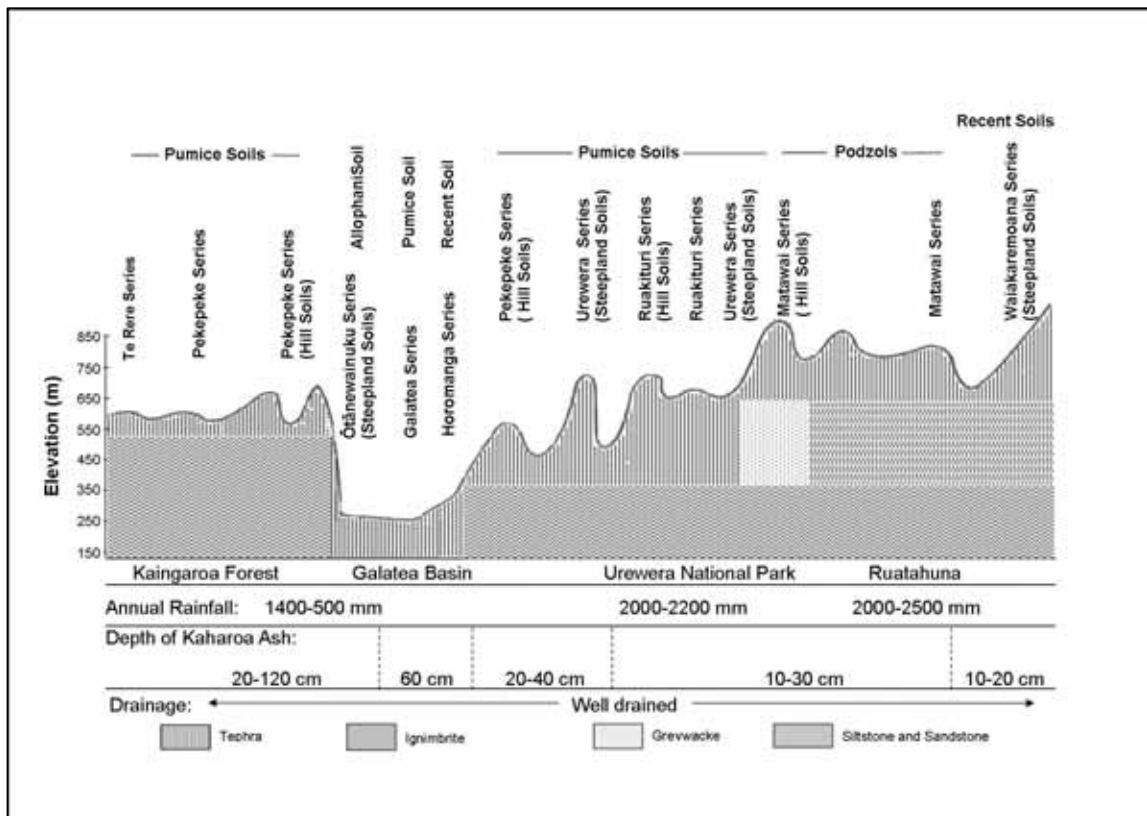 Recent Soils
Pumice Soils
Pumice Soils
Podzols
Te Rere Series
Pekepeke Series
Pekepeke Series
(Hill Soils)
AllophaniSoil
Ōtānewainuku Series
(Steepland Soils)
Pumice Soil
Galatea Series
Recent Soil
Horomanga Series
Pekepeke Series
( Hill Soils)
Urewera Series
(Steepland Soils)
Ruakituri Series
(Hill Soils)
Ruakituri Series
Urewera Series
(Steepland Soils)
Matawai Series
( Hill Soils)
Matawai Series
Waiakaremoana Series
(Steepland Soils)
Elevation (m)
850
750
650
550
450
350
250
150
Kaingaroa Forest Galatea Basin Urewera National Park Ruatahuna
Annual Rainfall: 1400-500 mm 2000-2200 mm 2000-2500 mm
Depth of Kaharoa Ash:
20-120 cm 60 cm 20-40 cm 10-30 cm 10-20 cm
Drainage: Well drained
Tephra Ignimbrite Grevwacke Siltstone and Sandstone